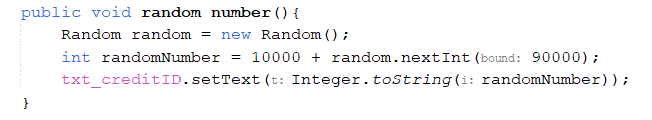 public void random number(){
Random random = new Random();
int randomNumber = 10000 + random.nextInt(bound: 90000);
txt_creditID.setText(t: Integer.toString(i: randomNumber));
}